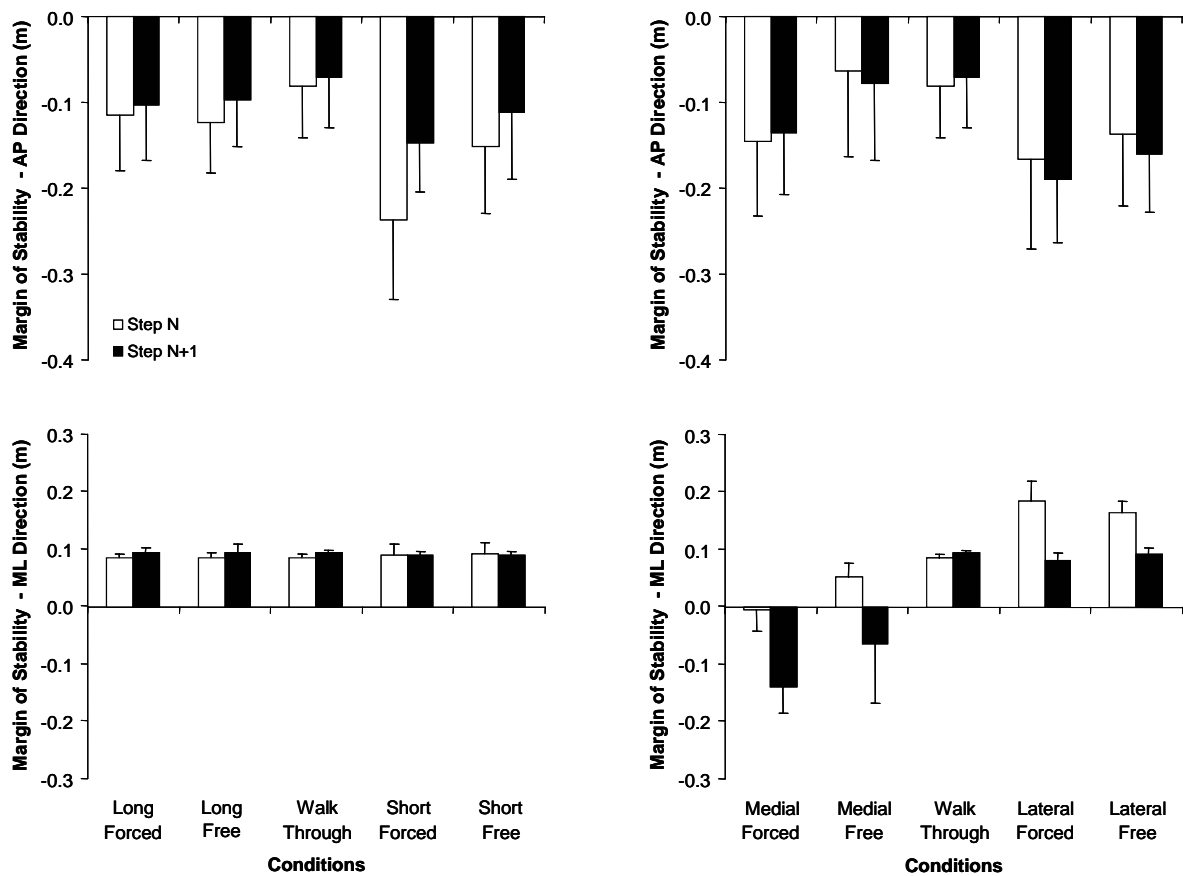 Margin of Stability - AP Direction (m)
0.0
-0.1
-0.2
-0.3
-0.4
Step N
Step N+1
Margin of Stability - AP Direction (m)
0.0
-0.1
-0.2
-0.3
-0.4
Margin of Stability - ML Direction (m)
0.3
0.2
0.1
0.0
-0.1
-0.2
-0.3
Long
Forced
Long
Free
Walk
Through
Short
Forced
Short
Free
Conditions
Margin of Stability - ML Direction (m)
0.3
0.2
0.1
0.0
-0.1
-0.2
-0.3
Medial
Forced
Medial
Free
Walk
Through
Lateral
Forced
Lateral
Free
Conditions